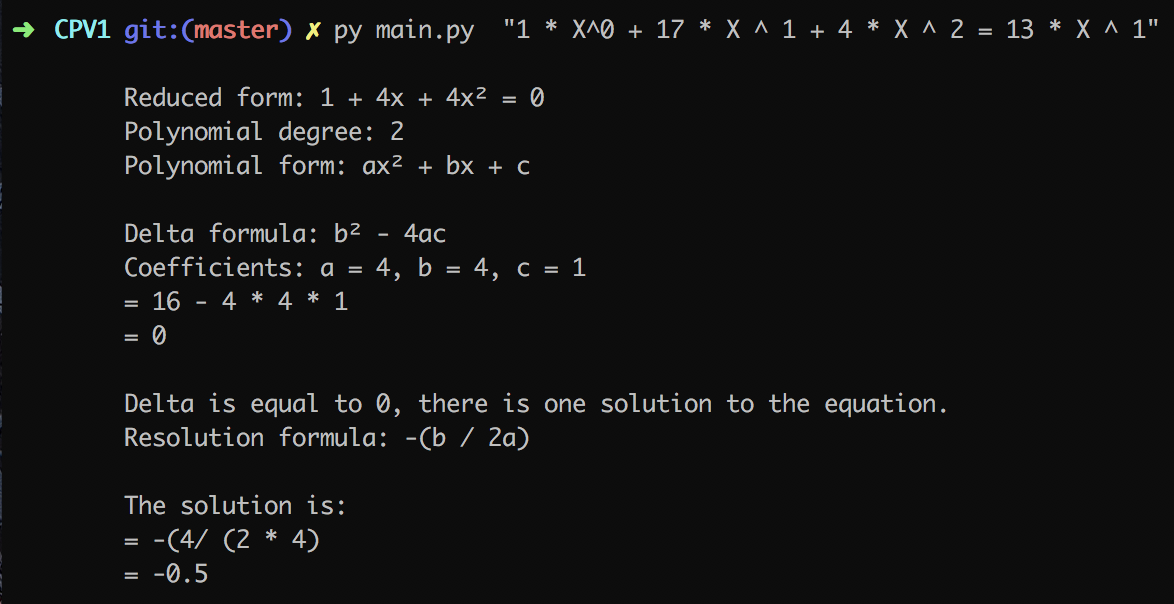 ➜ CPV1 git:(master) ✗ py main.py "1 * X^0 + 17 * X ^ 1 + 4 * X ^ 2 = 13 * X ^ 1"
Reduced form: 1 + 4x + 4x² = 0
Polynomial degree: 2
Polynomial form: ax² + bx + c
Delta formula: b² - 4ac
Coefficients: a = 4, b = 4, c = 1
= 16 - 4 * 4 * 1
= 0
Delta is equal to 0, there is one solution to the equation.
Resolution formula: -(b / 2a)
The solution is:
= -(4/ (2 * 4)
= -0.5